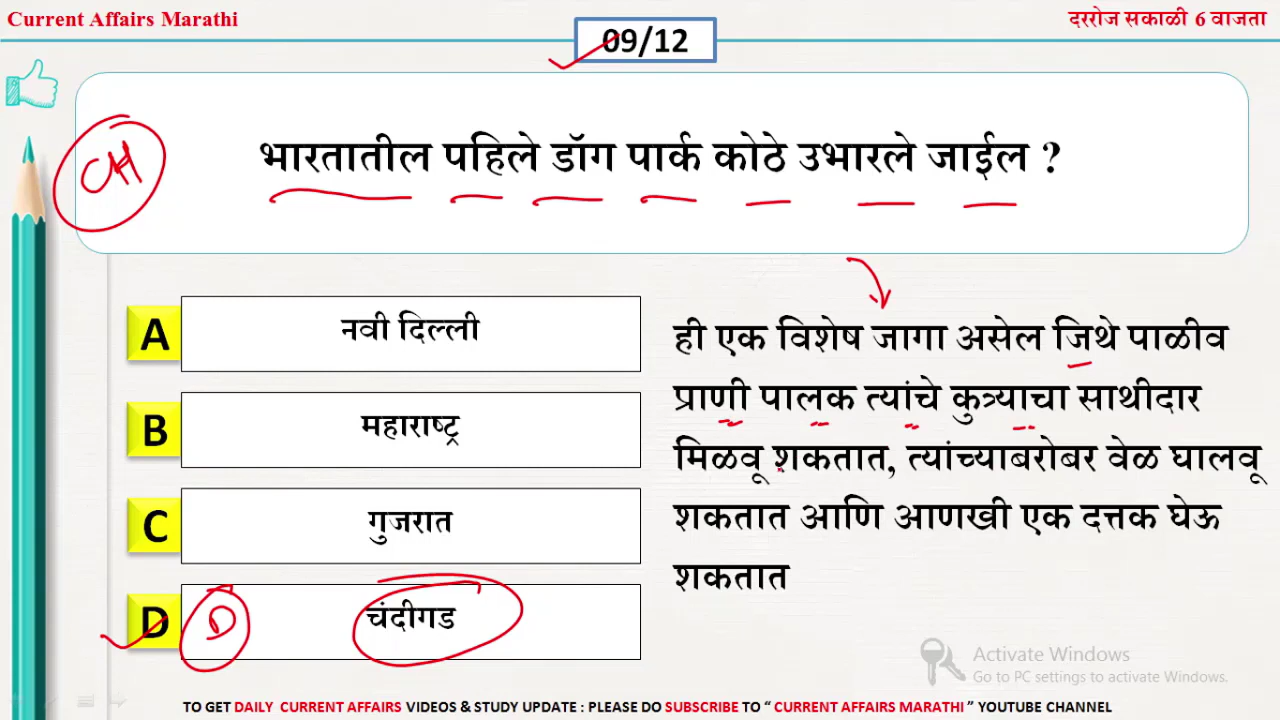 Current Affairs Marathi
दररोज सकाळी 6 वाजता
09/12
CH
भारतातील पहिले डॉग पार्क कोठे उभारले जाईल ?
A
नवी दिल्ली
B
महाराष्ट्र
C
गुजरात
D
D
चंदीगड
ही एक विशेष जागा असेल जिथे पाळीव
प्राणी पालक त्यांचे कुत्र्याचा साथीदार
मिळवू शकतात, त्यांच्याबरोबर वेळ घालवू
शकतात आणि आणखी एक दत्तक घेऊ
शकतात
Activate Windows
Go to PC settings to activate Windows.
TO GET DAILY CURRENT AFFAIRS VIDEOS & STUDY UPDATE : PLEASE DO SUBSCRIBE TO “ CURRENT AFFAIRS MARATHI ” YOUTUBE CHANNEL